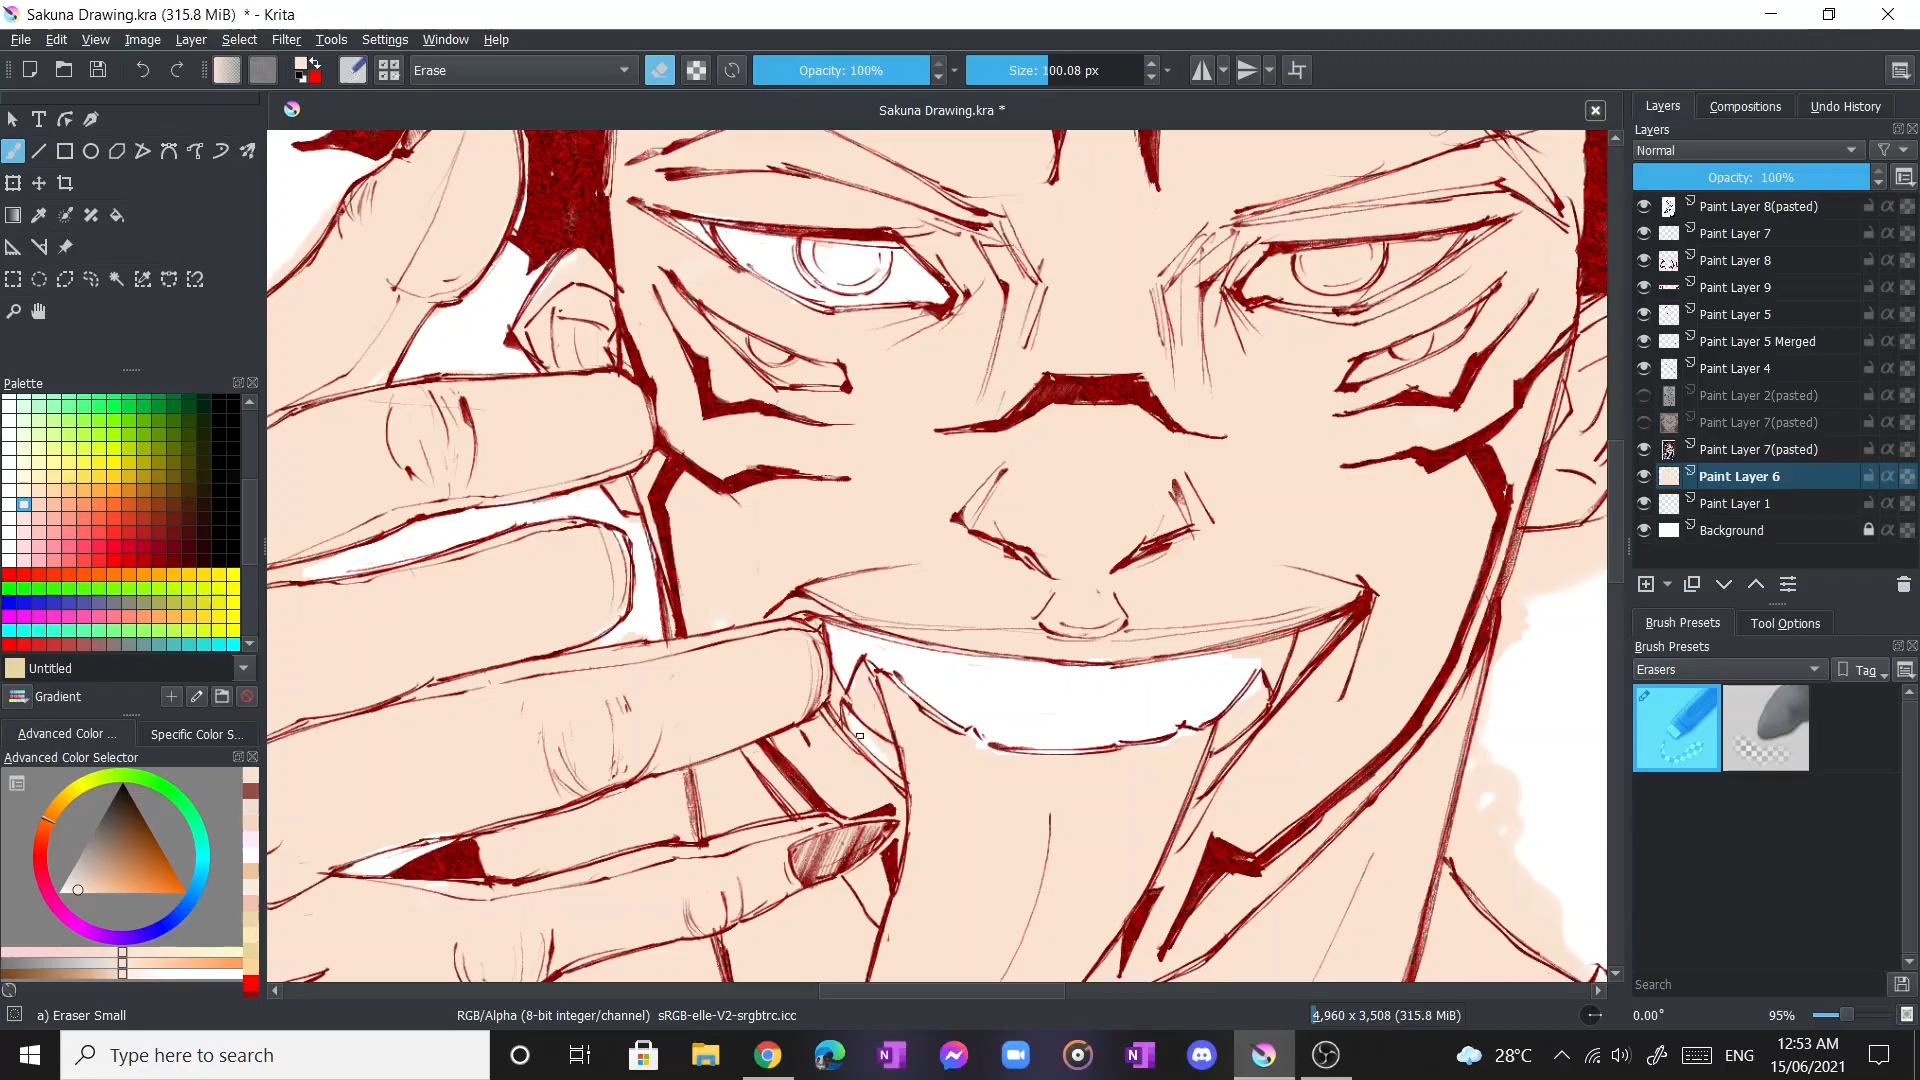 Sakuna Drawing.kra (315.8 MiB) * - Krita
File Edit View Image Layer Select Filter Tools Settings Window Help
Erase
Opacity: 100%
Size: 100.08 px
Sakuna Drawing.kra *
Layers
Compositions
Undo History
Layers
Normal
Opacity: 100%
Paint Layer 8(pasted)
Paint Layer 7
Paint Layer 8
Paint Layer 9
Paint Layer 5
Paint Layer 5 Merged
Paint Layer 4
Paint Layer 2(pasted)
Paint Layer 7(pasted)
Paint Layer 7(pasted)
Paint Layer 6
Paint Layer 1
Background
Palette
Untitled
Gradient
Advanced Color ...
Specific Color S...
Advanced Color Selector
Brush Presets
Tool Options
Brush Presets
Erasers
Tag
Search
a) Eraser Small
RGB/Alpha (8-bit integer/channel) sRGB-elle-V2-srgbtrc.icc
4,960 x 3,508 (315.8 MiB)
0.00°
95%
Type here to search
28°C
ENG
12:53 AM
15/06/2021